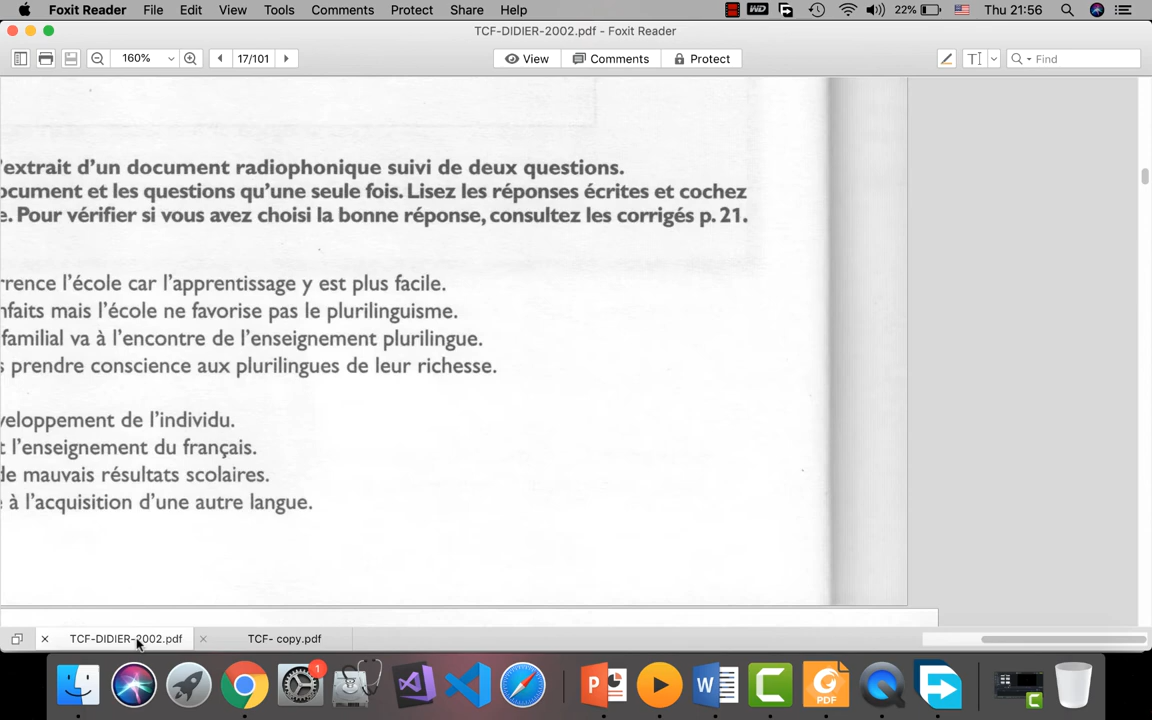 Foxit Reader File Edit View Tools Comments Protect Share Help 22% Thu 21:56
TCF-DIDIER-2002.pdf - Foxit Reader
160% 17/101 View Comments Protect Find
'extrait d'un document radiophonique suivi de deux questions.
ocument et les questions qu'une seule fois. Lisez les réponses écrites et cochez
e. Pour vérifier si vous avez choisi la bonne réponse, consultez les corrigés p. 21.
rrence l'école car l'apprentissage y est plus facile.
nfaits mais l'école ne favorise pas le plurilinguisme.
familial va à l'encontre de l'enseignement plurilingue.
s prendre conscience aux plurilingues de leur richesse.
veloppement de l'individu.
t l'enseignement du français.
de mauvais résultats scolaires.
e à l'acquisition d'une autre langue.
TCF-DIDIER-2002.pdf TCF- copy.pdf
1
PDF